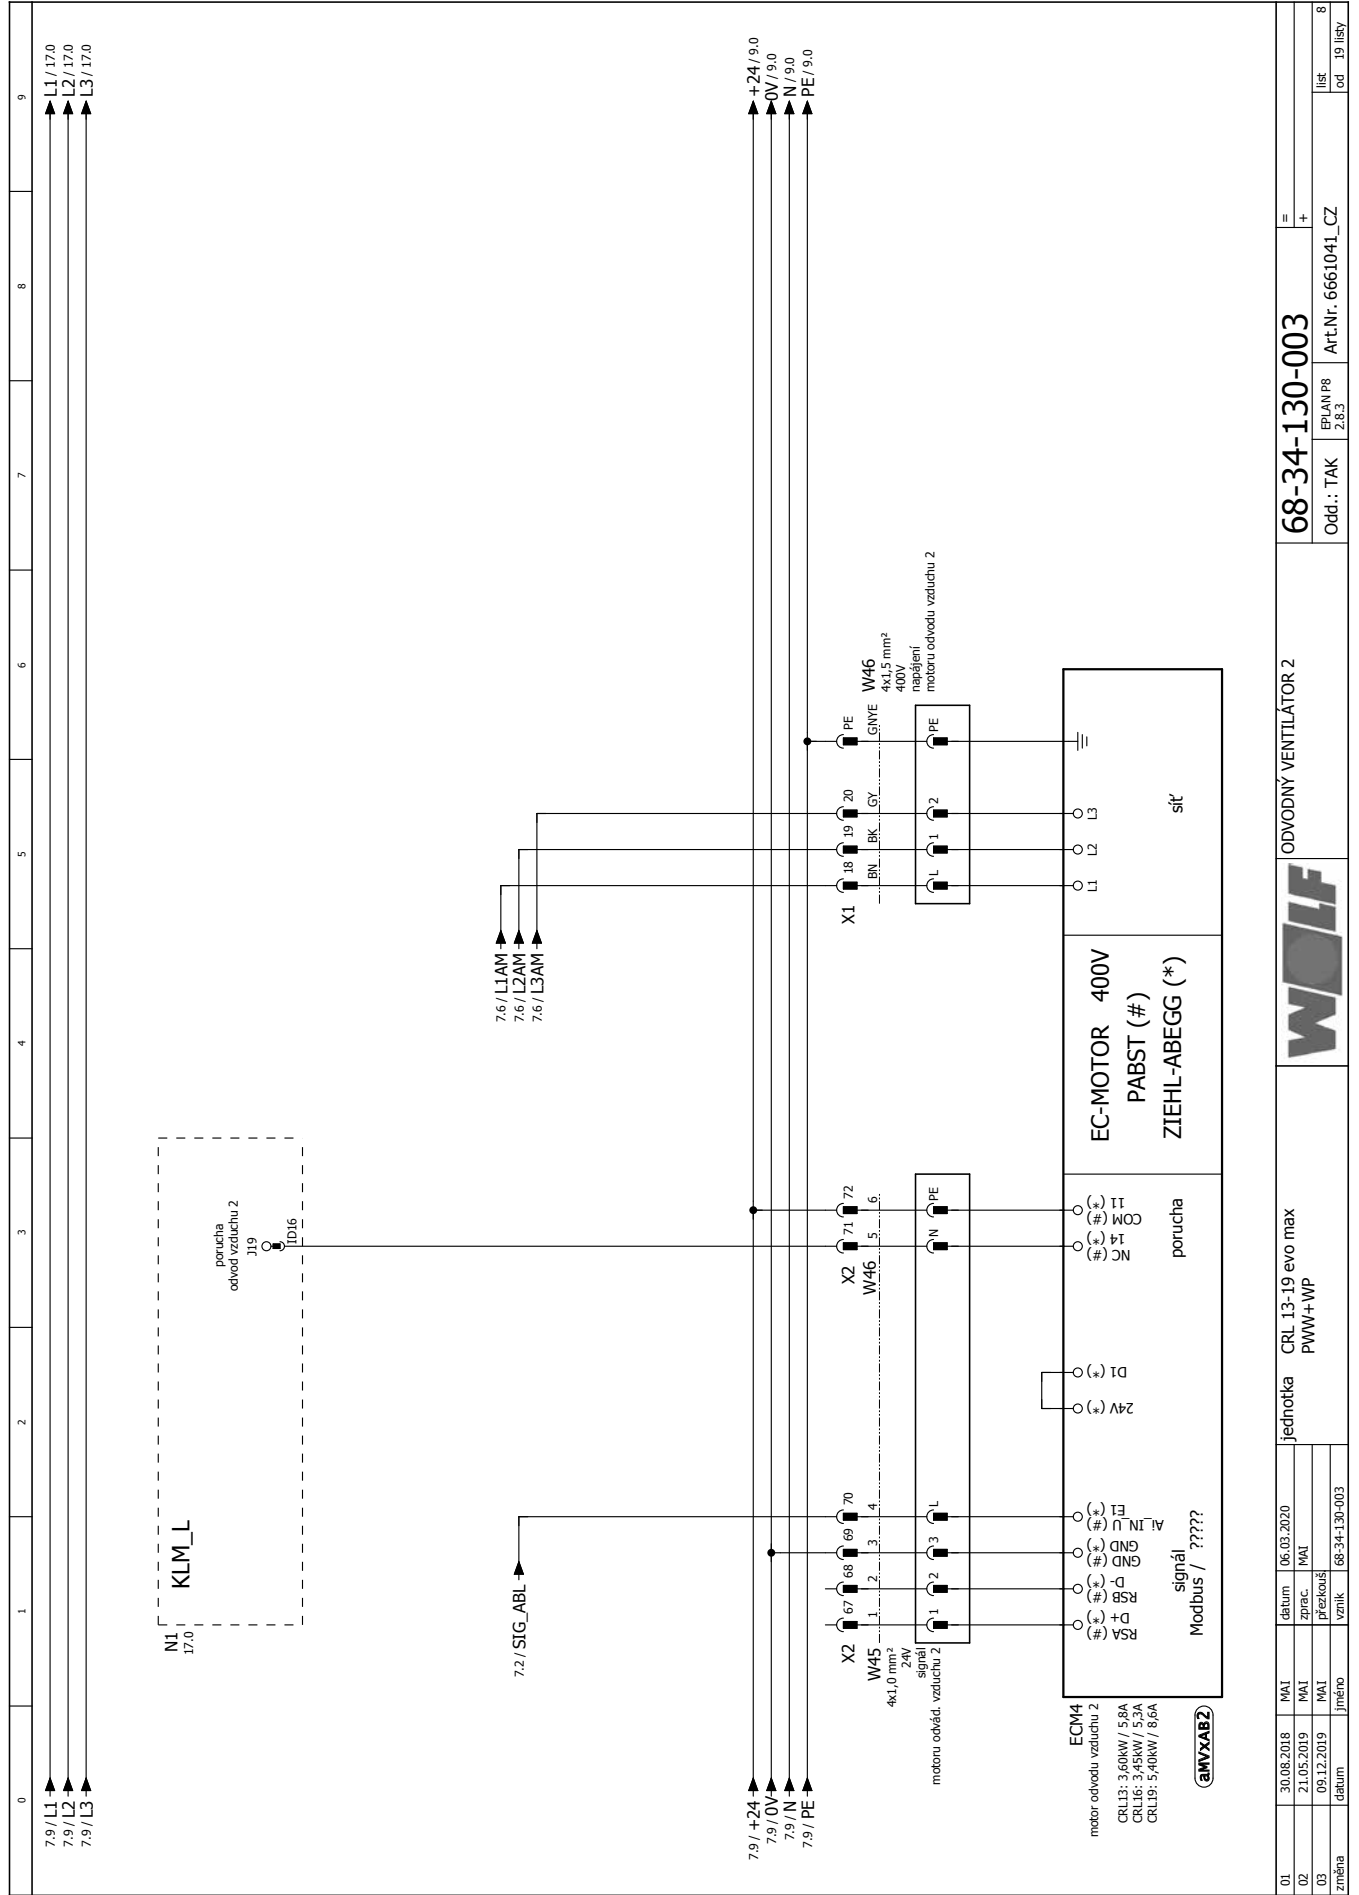 0 1 2 3 4 5 6 7 8 9
7.9 / L1 L1 / 17.0
7.9 / L2 L2 / 17.0
7.9 / L3 L3 / 17.0
N1
17.0
KLM_L
porucha
odvod vzduchu 2
J19
ID16
7.2 / SIG_ABL
7.6 / L1AM
7.6 / L2AM
7.6 / L3AM
7.9 / +24 +24 / 9.0
7.9 / 0V 0V / 9.0
7.9 / N N / 9.0
7.9 / PE PE / 9.0
X2 67 68 69 70
W45 1 2 3 4
4x1,0 mm²
24V
signál
motoru odvád. vzduchu 2
1 2 3 L
X2 71 72
W46 5 6
N PE
X1 18 19 20 PE
BN BK GY GNYE
W46
4x1,5 mm²
400V
napájení
motoru odvodu vzduchu 2
L 1 2 PE
ECM4
motor odvodu vzduchu 2
CRL13: 3,60kW / 5,8A
CRL16: 3,45kW / 5,3A
CRL19: 5,40kW / 8,6A
aMVxAB2
RSA (#)
D+ (*)
RSB (#)
D- (*)
GND (#)
GND (*)
Ai_IN_U (#)
E1 (*)
signál
Modbus / ?????
24V (*)
D1 (*)
NC (#)
14 (*)
COM (#)
11 (*)
porucha
EC-MOTOR 400V
PABST (#)
ZIEHL-ABEGG (*)
L1 L2 L3
síť
01 30.08.2018 MAI
02 21.05.2019 MAI
03 09.12.2019 MAI
změna datum jméno
datum 06.03.2020
zprac. MAI
přezkouš
vznik 68-34-130-003
jednotka CRL 13-19 evo max
PWW+WP
WOLF
ODVODNÝ VENTILÁTOR 2
68-34-130-003
=
+
Odd.: TAK
EPLAN P8
2.8.3
Art.Nr. 6661041_CZ
list 8
od 19 listy